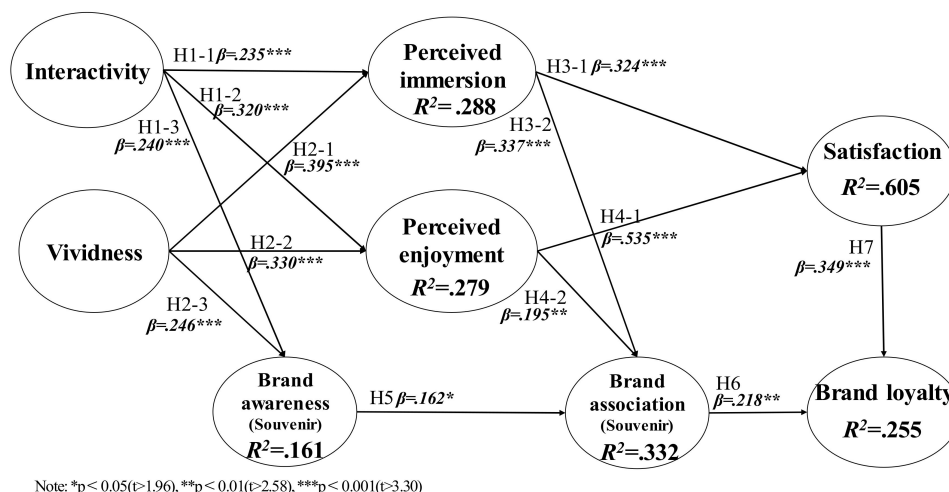 Interactivity
H1-1 β=.235***
Perceived
immersion
R²=.288
H3-1 β=.324***
H1-2
β=.320***
H1-3
β=.240***
H3-2
β=.337***
H2-1
β=.395***
Satisfaction
R²=.605
Vividness
H2-2
β=.330***
Perceived
enjoyment
R²=.279
H4-1
β=.535***
H7
β=.349***
H2-3
β=.246***
H4-2
β=.195**
Brand
awareness
(Souvenir)
R²=.161
H5 β=.162*
Brand
association
(Souvenir)
R²=.332
H6
β=.218**
Brand loyalty
R²=.255
Note: *p< 0.05(t>1.96), **p< 0.01(t>2.58), ***p< 0.001(t>3.30)